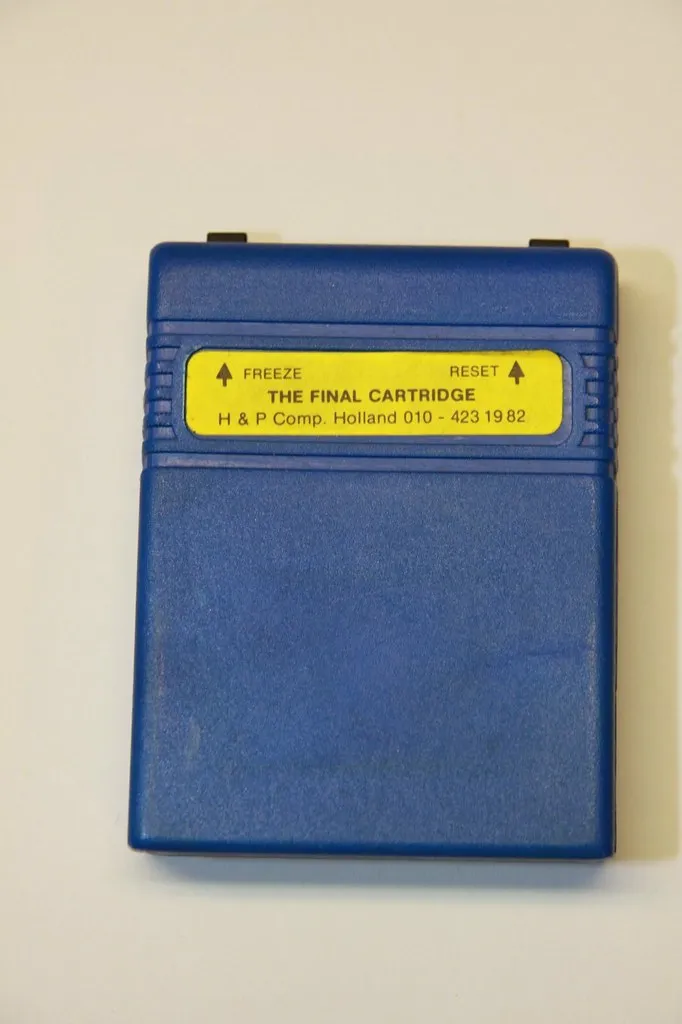 FREEZE RESET
THE FINAL CARTRIDGE
H & P Comp. Holland 010 - 423 19 82